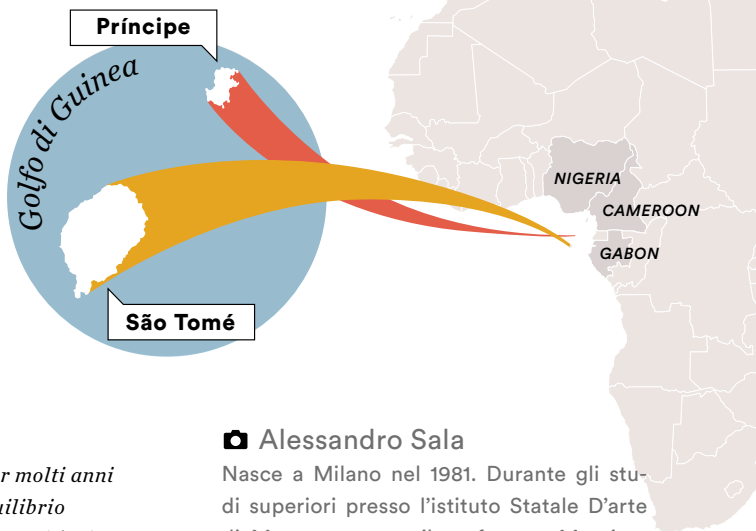 Príncipe
Golfo di Guinea
NIGERIA
CAMEROON
GABON
São Tomé
r molti anni
uilibrio
Alessandro Sala
Nasce a Milano nel 1981. Durante gli stu-
di superiori presso l'istituto Statale D'arte